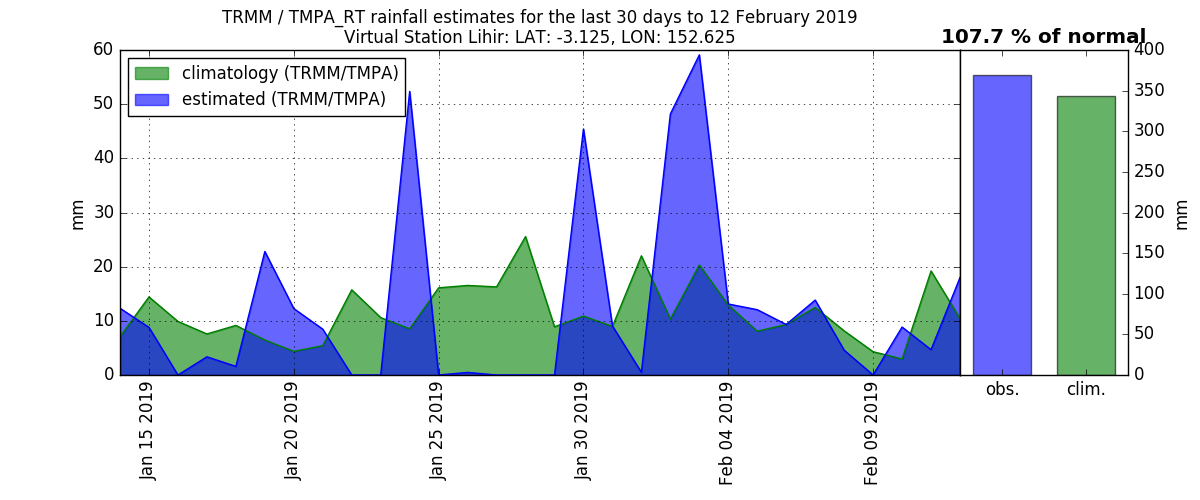 TRMM / TMPA_RT rainfall estimates for the last 30 days to 12 February 2019
Virtual Station Lihir: LAT: -3.125, LON: 152.625
107.7 % of normal
climatology (TRMM/TMPA)
estimated (TRMM/TMPA)
60
50
40
30
20
10
0
mm
Jan 15 2019
Jan 20 2019
Jan 25 2019
Jan 30 2019
Feb 04 2019
Feb 09 2019
obs.
clim.
400
350
300
250
200
150
100
50
0
mm